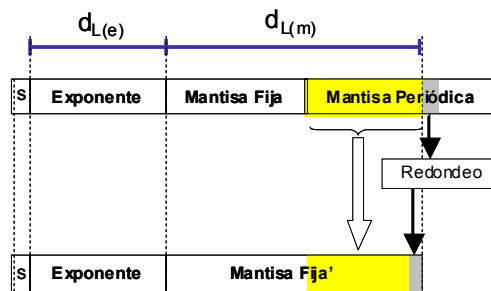 dL(e) dL(m)
S Exponente Mantisa Fija Mantisa Periódica
Redondeo
S Exponente Mantisa Fija'